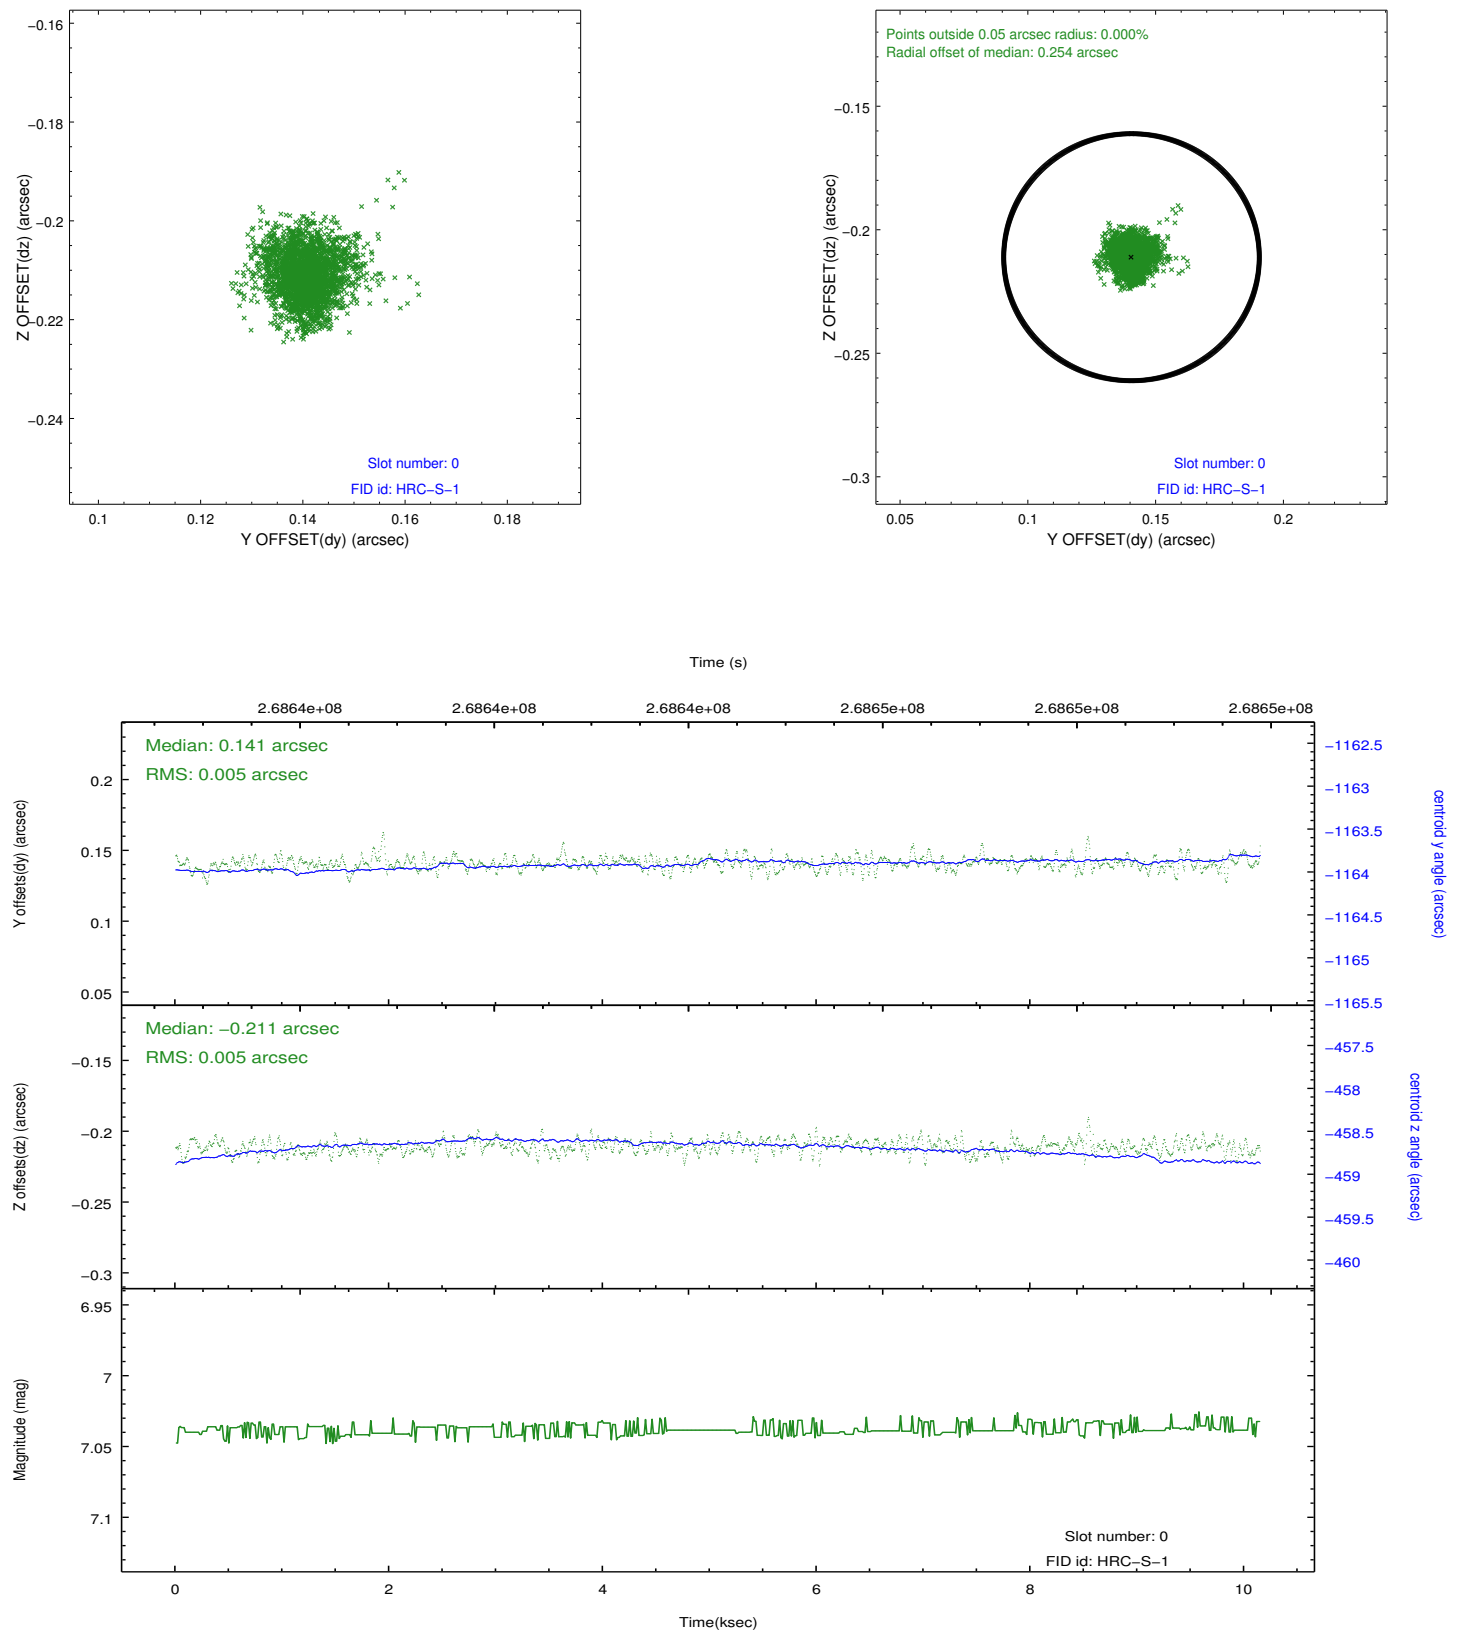 −0.16
−0.18
−0.2
−0.22
−0.24
Z OFFSET(dz) (arcsec)
Slot number: 0
FID id: HRC−S−1
0.1 0.12 0.14 0.16 0.18
Y OFFSET(dy) (arcsec)
Points outside 0.05 arcsec radius: 0.000%
Radial offset of median: 0.254 arcsec
−0.15
−0.2
−0.25
−0.3
Z OFFSET(dz) (arcsec)
Slot number: 0
FID id: HRC−S−1
0.05 0.1 0.15 0.2
Y OFFSET(dy) (arcsec)
Time (s)
2.6864e+08 2.6864e+08 2.6864e+08 2.6865e+08 2.6865e+08 2.6865e+08
Median: 0.141 arcsec
RMS: 0.005 arcsec
0.2
0.15
0.1
0.05
Y offsets(dy) (arcsec)
−1162.5
−1163
−1163.5
−1164
−1164.5
−1165
−1165.5
centroid y angle (arcsec)
Median: −0.211 arcsec
RMS: 0.005 arcsec
−0.15
−0.2
−0.25
−0.3
Z offsets(dz) (arcsec)
−457.5
−458
−458.5
−459
−459.5
−460
centroid z angle (arcsec)
6.95
7
7.05
7.1
Magnitude (mag)
Slot number: 0
FID id: HRC−S−1
0 2 4 6 8 10
Time(ksec)